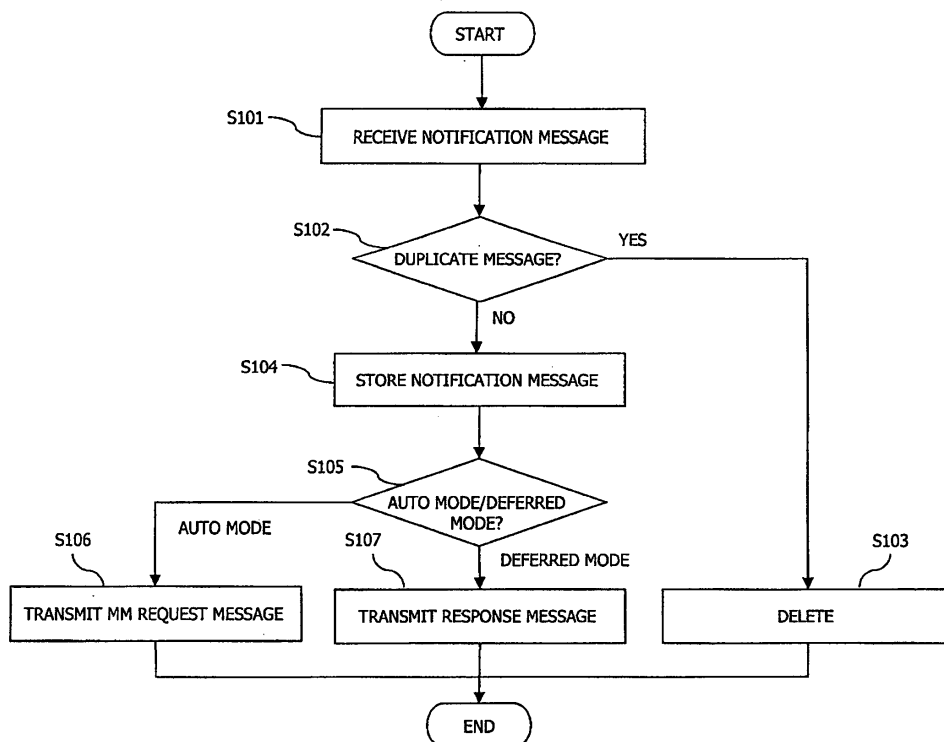 START
S101
RECEIVE NOTIFICATION MESSAGE
S102
DUPLICATE MESSAGE?
YES
NO
S104
STORE NOTIFICATION MESSAGE
S105
AUTO MODE/DEFERRED
MODE?
AUTO MODE
DEFERRED MODE
S106
TRANSMIT MM REQUEST MESSAGE
S107
TRANSMIT RESPONSE MESSAGE
S103
DELETE
END